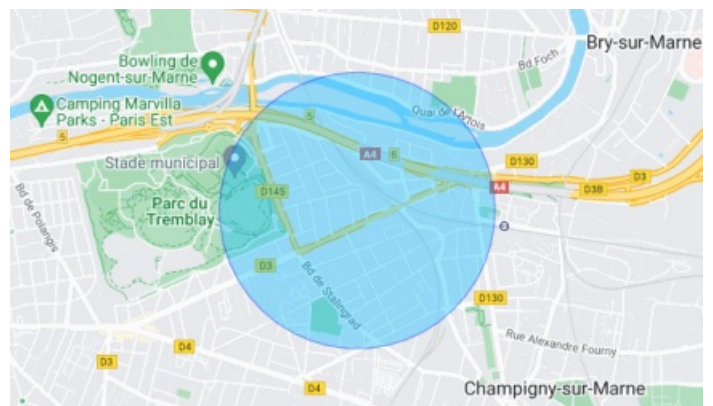 D120
Bry-sur-Marne
Bowling de
Nogent-sur-Marne
Bd Foch
Camping Marvilla
Parks - Paris Est
Quai de l'Artois
5
5
Stade municipal
A4
6
D130
D3
A4
D38
D145
Parc du
Tremblay
Bd de Polangis
D3
Bd de Stalingrad
D130
Rue Alexandre Fourny
D4
D3
D4
Champigny-sur-Marne